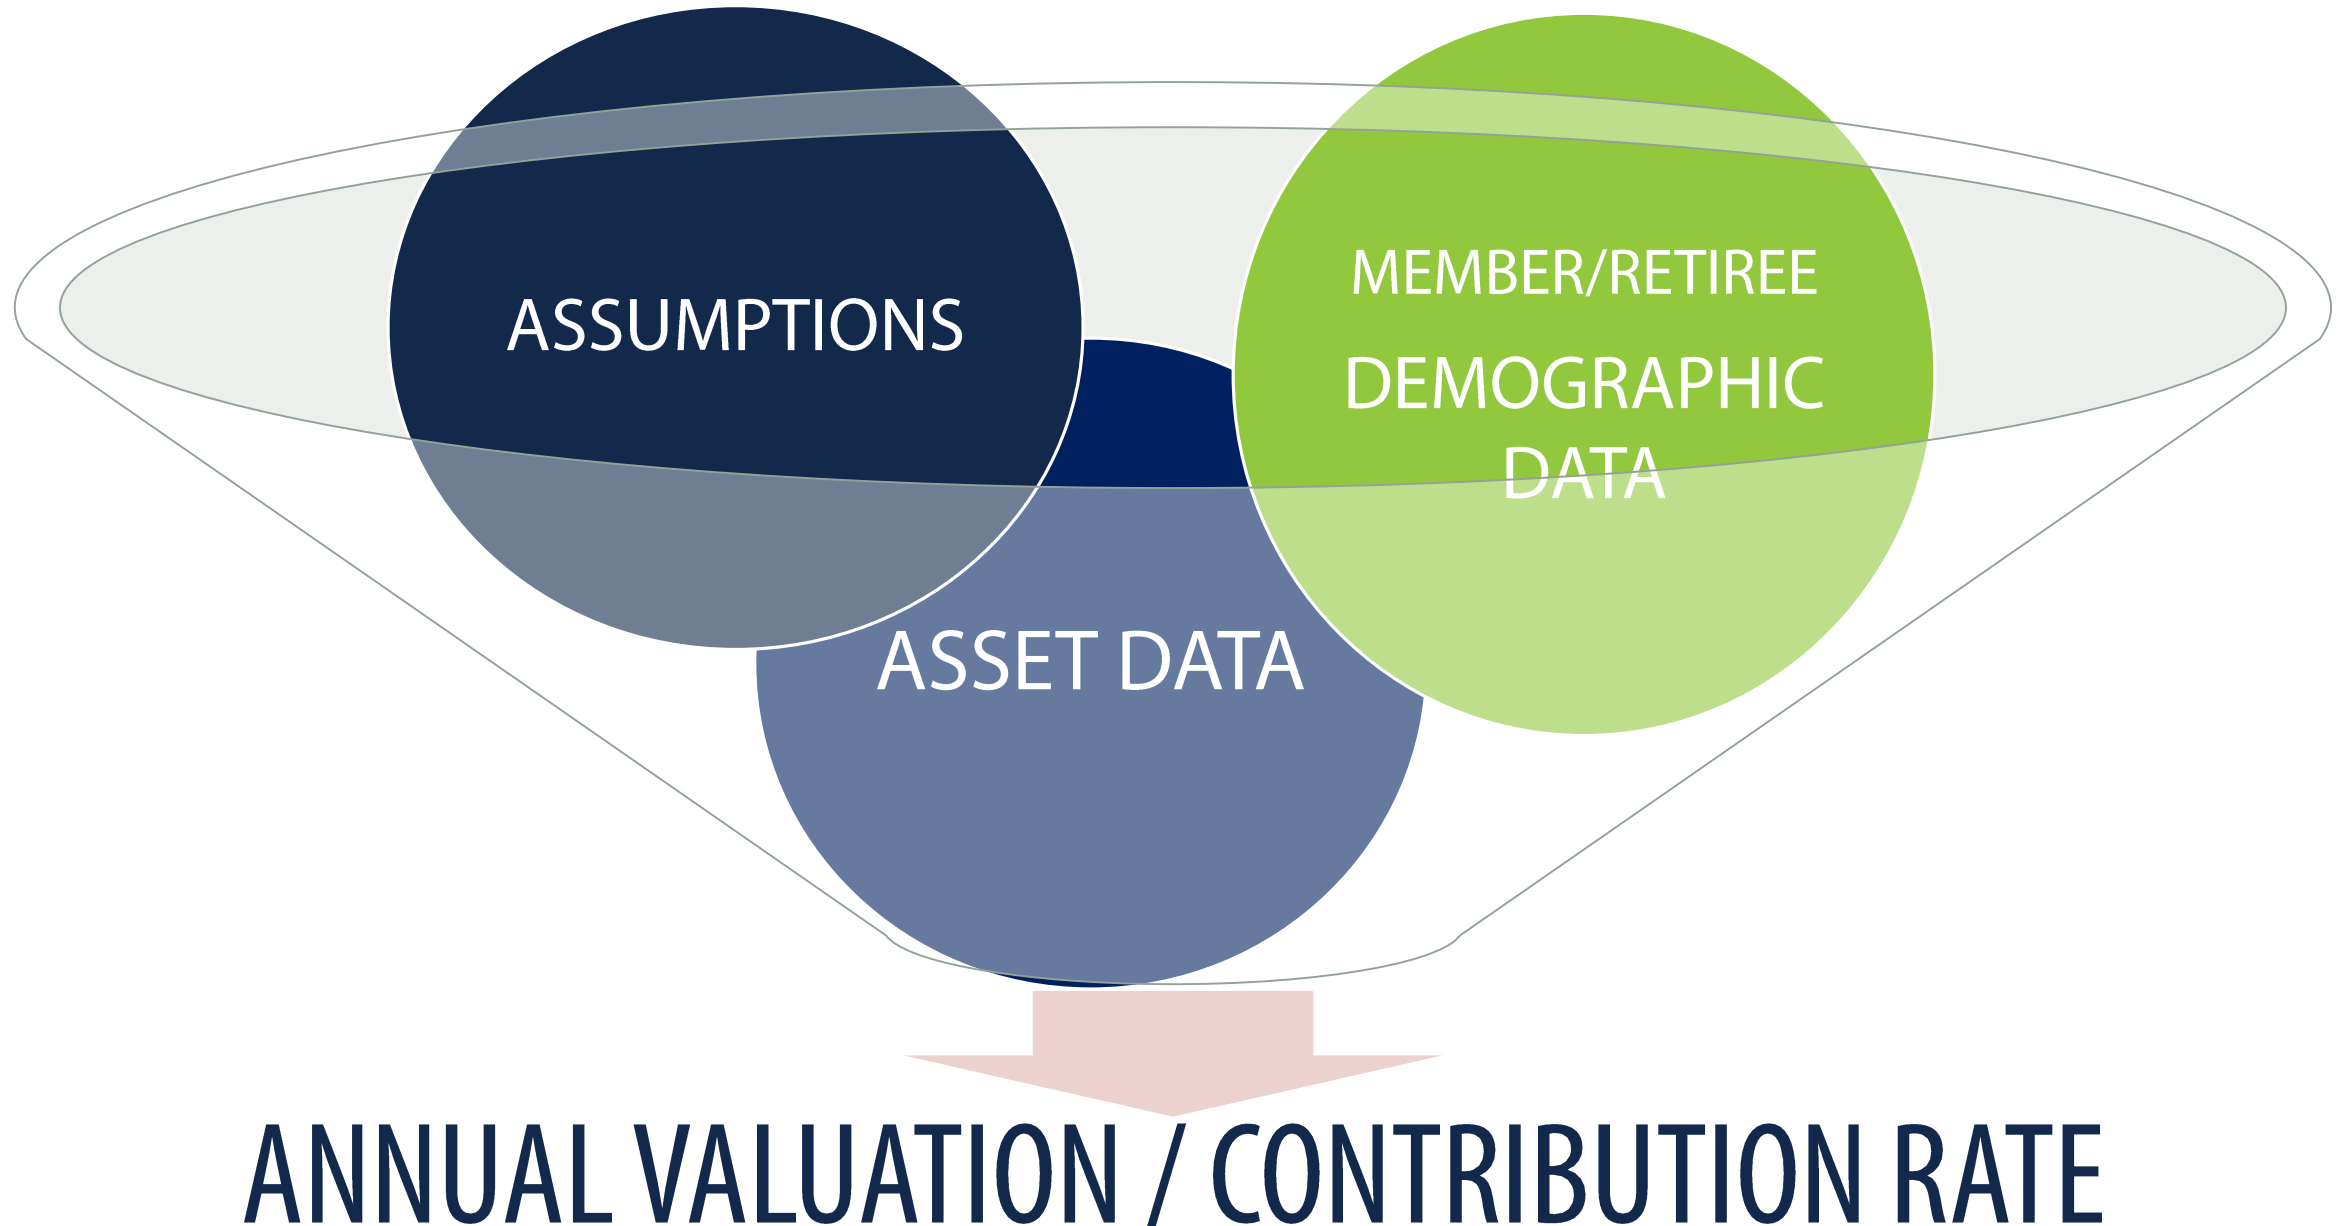 ASSUMPTIONS
MEMBER/RETIREE
DEMOGRAPHIC
DATA
ASSET DATA
ANNUAL VALUATION / CONTRIBUTION RATE